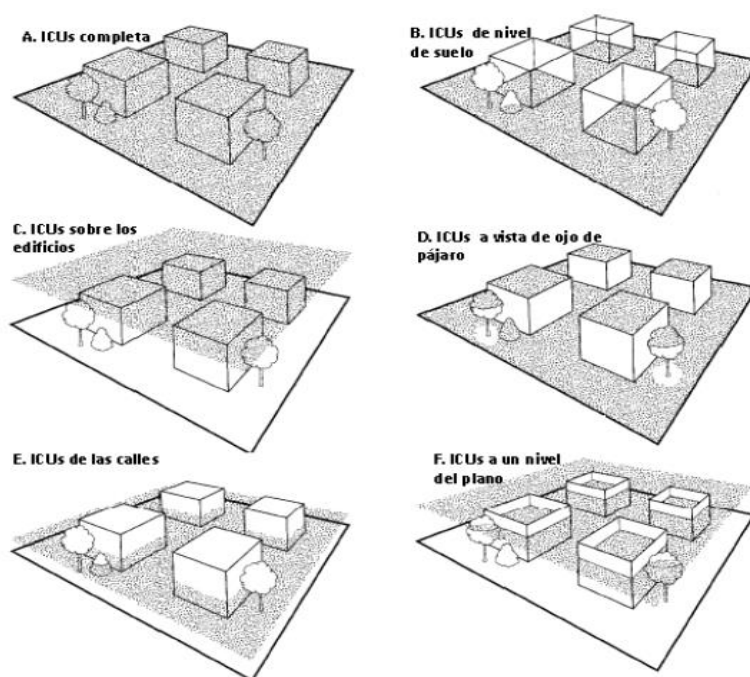 A. ICUs completa
B. ICUs de nivel
de suelo
C. ICUs sobre los
edificios
D. ICUs a vista de ojo de
pájaro
E. ICUs de las calles
F. ICUs a un nivel
del plano